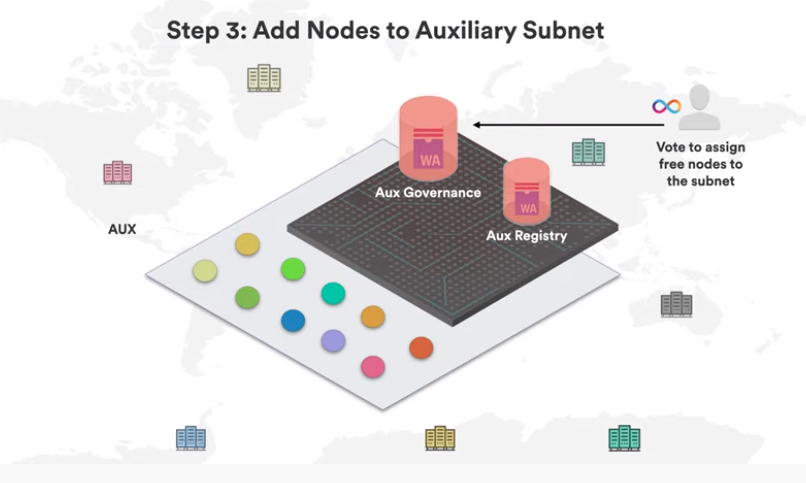 Step 3: Add Nodes to Auxiliary Subnet
WA
Aux Governance
WA
Aux Registry
Vote to assign
free nodes to
the subnet
AUX